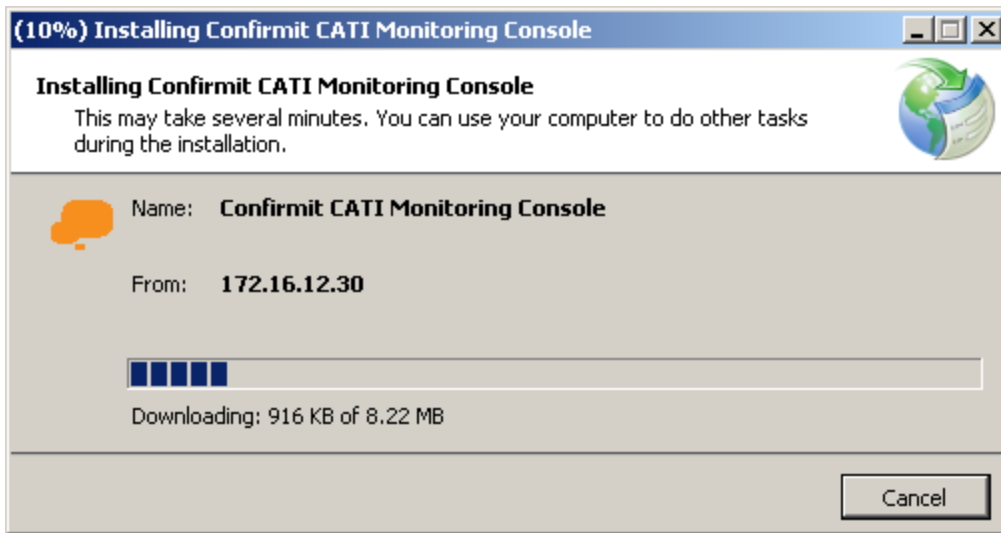 (10%) Installing Confirmit CATI Monitoring Console
Installing Confirmit CATI Monitoring Console
This may take several minutes. You can use your computer to do other tasks
during the installation.
Name: Confirmit CATI Monitoring Console
From: 172.16.12.30
Downloading: 916 KB of 8.22 MB
Cancel